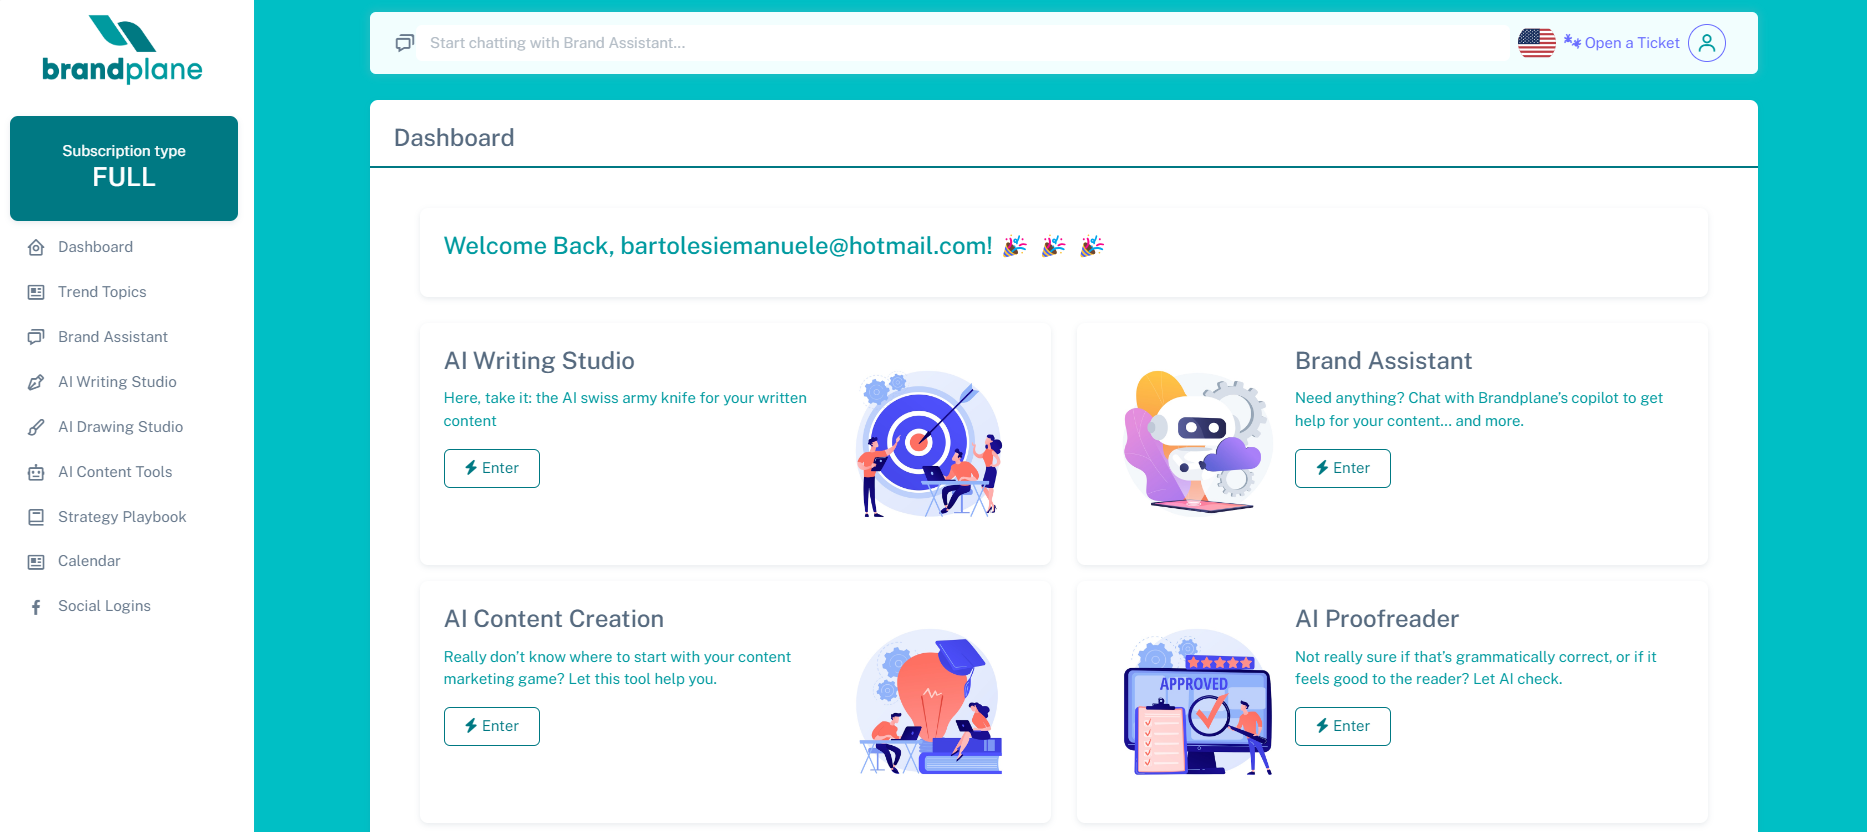 brandplane
Subscription type
FULL
Dashboard
Trend Topics
Brand Assistant
AI Writing Studio
AI Drawing Studio
AI Content Tools
Strategy Playbook
Calendar
Social Logins
Start chatting with Brand Assistant...
Open a Ticket
Dashboard
Welcome Back, bartolesiemanuele@hotmail.com! 🎉 🎉 🎉
AI Writing Studio
Here, take it: the AI swiss army knife for your written
content
Enter
Brand Assistant
Need anything? Chat with Brandplane's copilot to get
help for your content... and more.
Enter
AI Content Creation
Really don't know where to start with your content
marketing game? Let this tool help you.
Enter
APPROVED
AI Proofreader
Not really sure if that's grammatically correct, or if it
feels good to the reader? Let AI check.
Enter